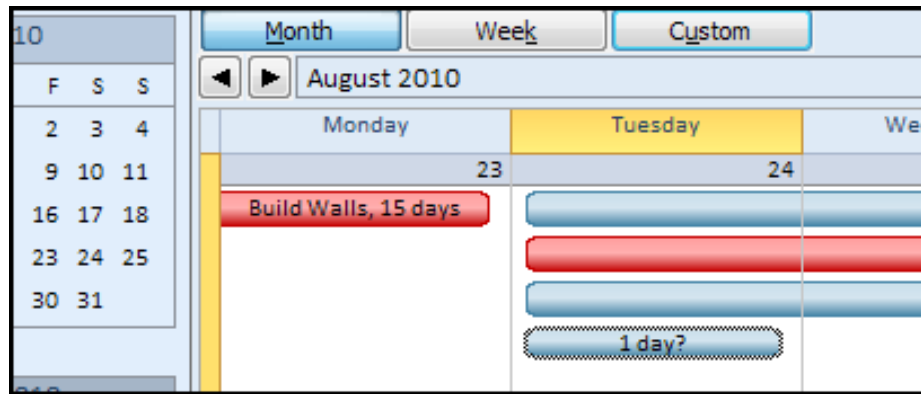 10
Month Week Custom
August 2010
F S S
Monday Tuesday We
2 3 4
23 24
9 10 11
Build Walls, 15 days
16 17 18
23 24 25
30 31
1 day?